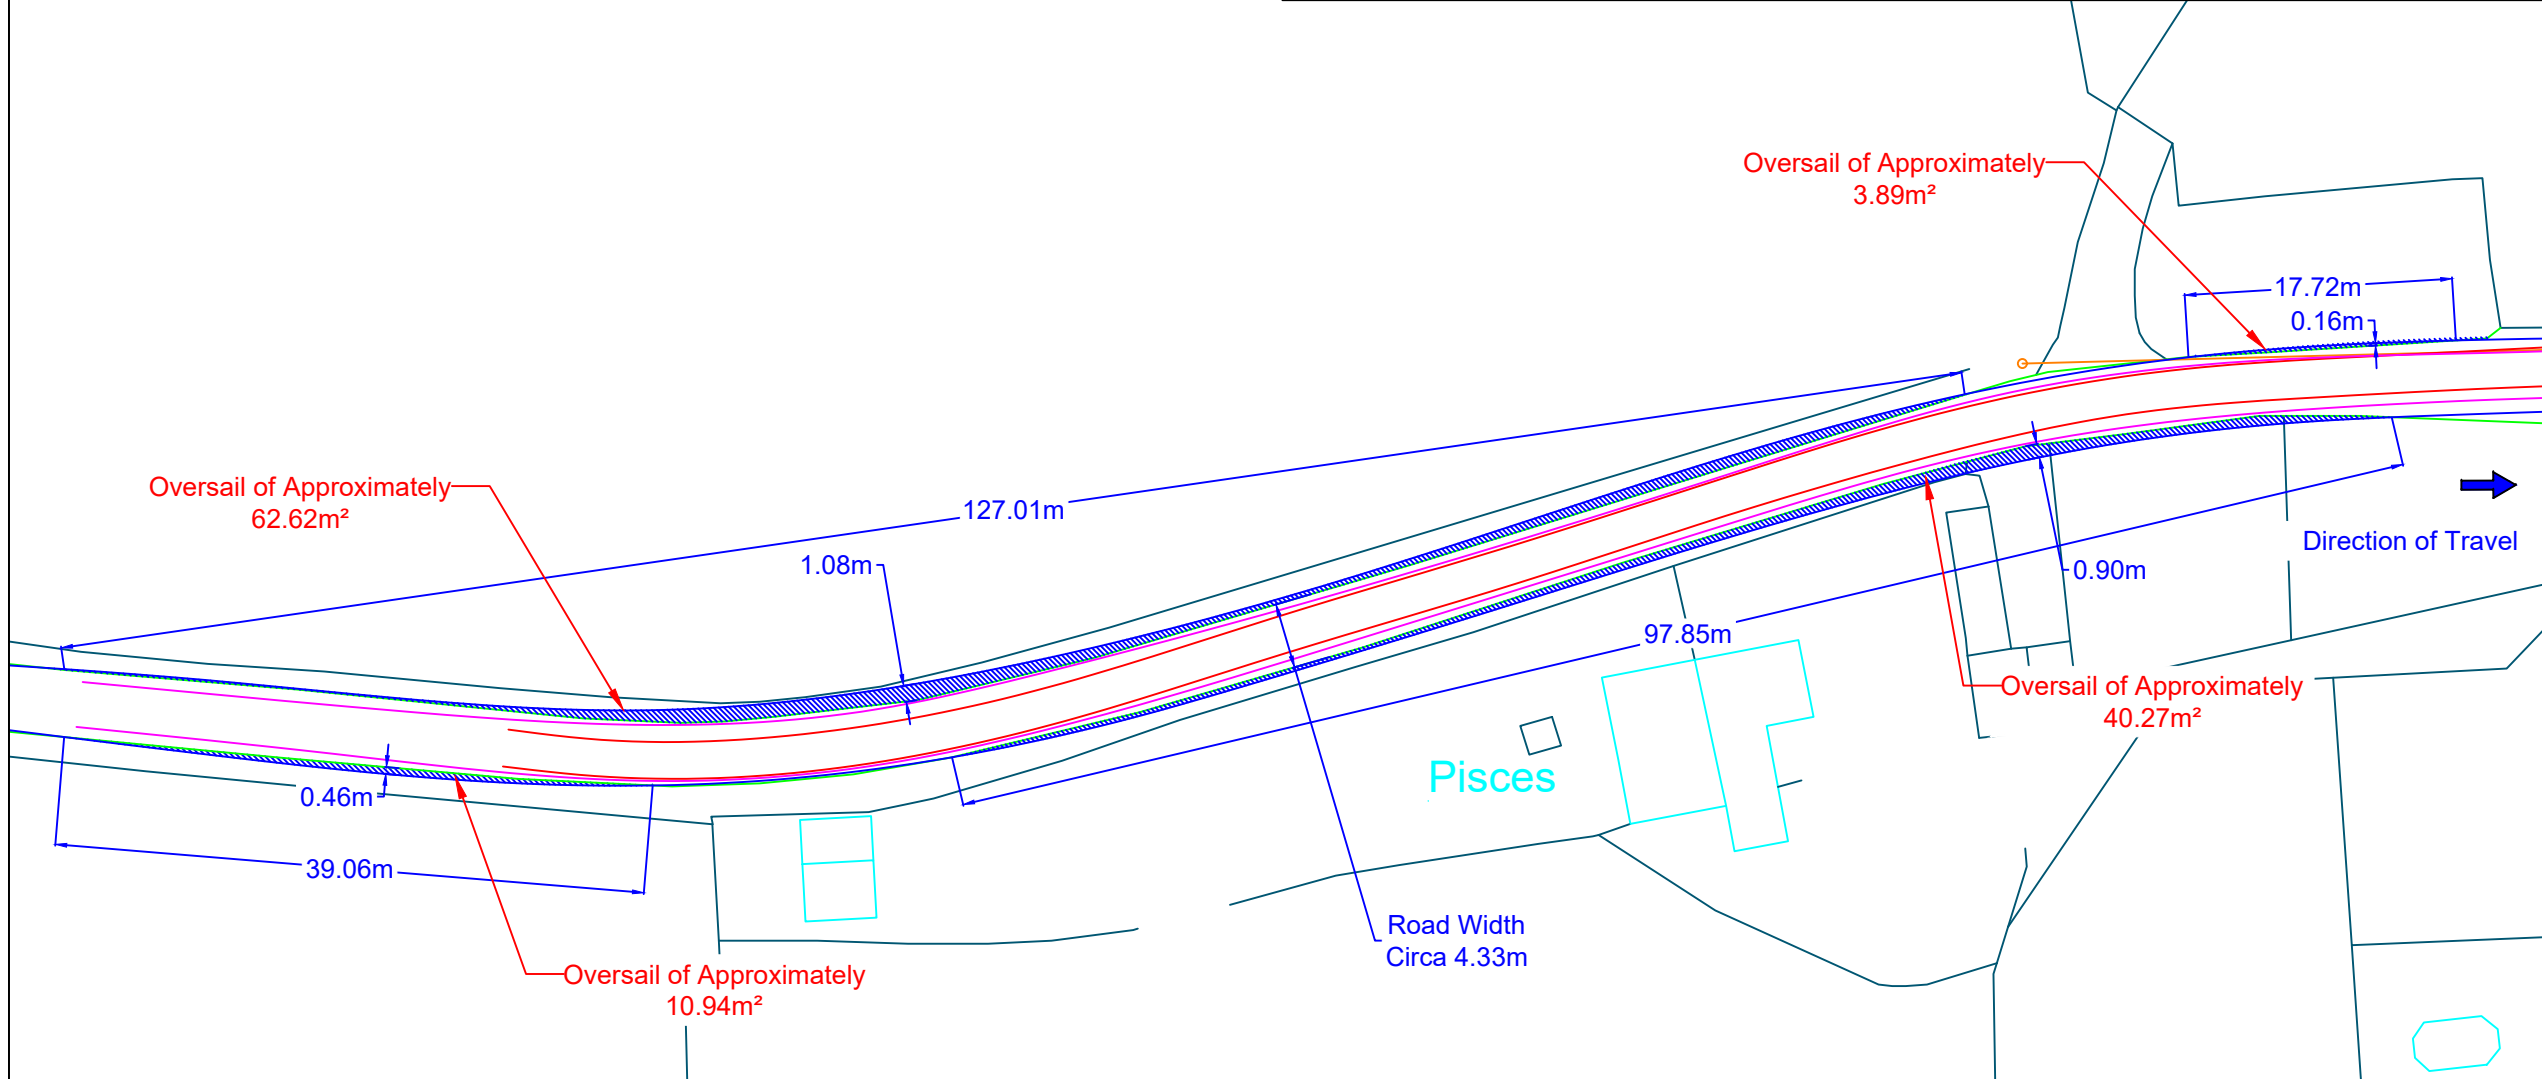 Oversail of Approximately
3.89m²
17.72m
0.16m
Oversail of Approximately
62.62m²
127.01m
1.08m
Direction of Travel
0.90m
97.85m
Oversail of Approximately
40.27m²
Pisces
0.46m
39.06m
Road Width
Circa 4.33m
Oversail of Approximately
10.94m²